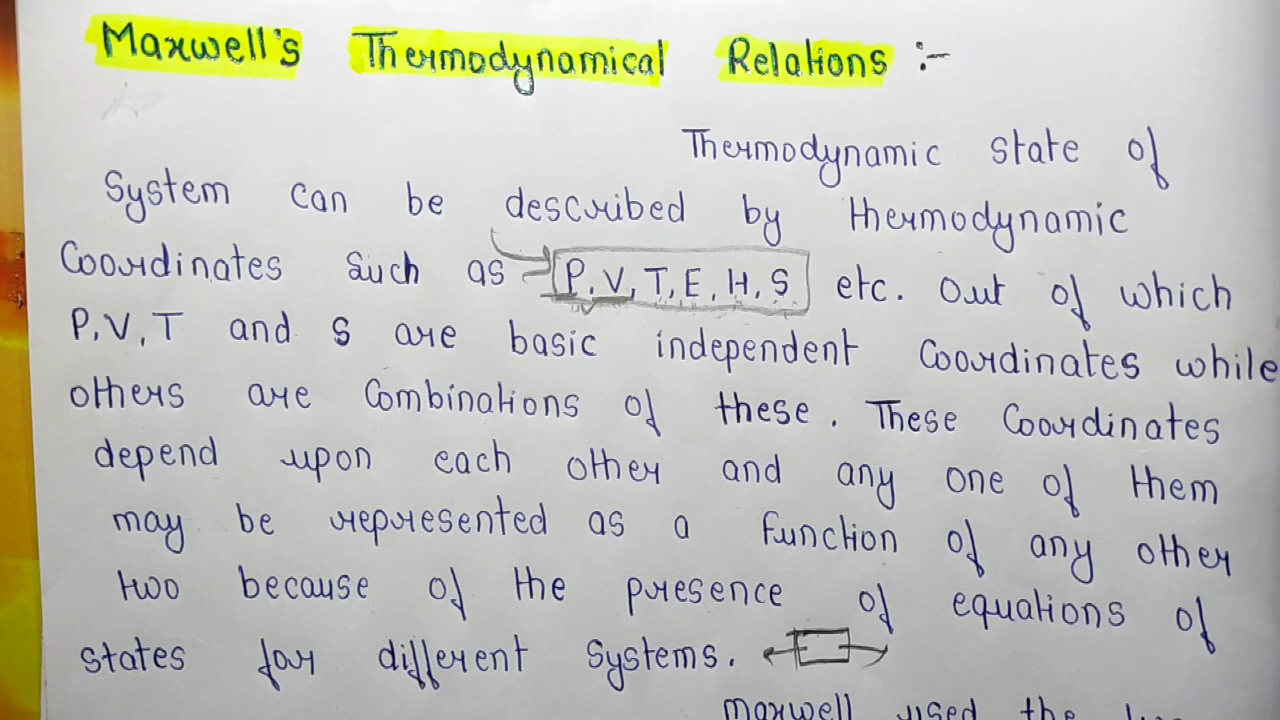 Maxwell's Thermodynamical Relations :-
Thermodynamic state of
System can be described by thermodynamic
Coordinates such as P, V, T, E, H, S etc. Out of which
P, V, T and S are basic independent Coordinates while
others are Combinations of these. These Coordinates
depend upon each other and any one of them
may be represented as a function of any other
two because of the presence of equations of
states for different Systems.
Maxwell used the